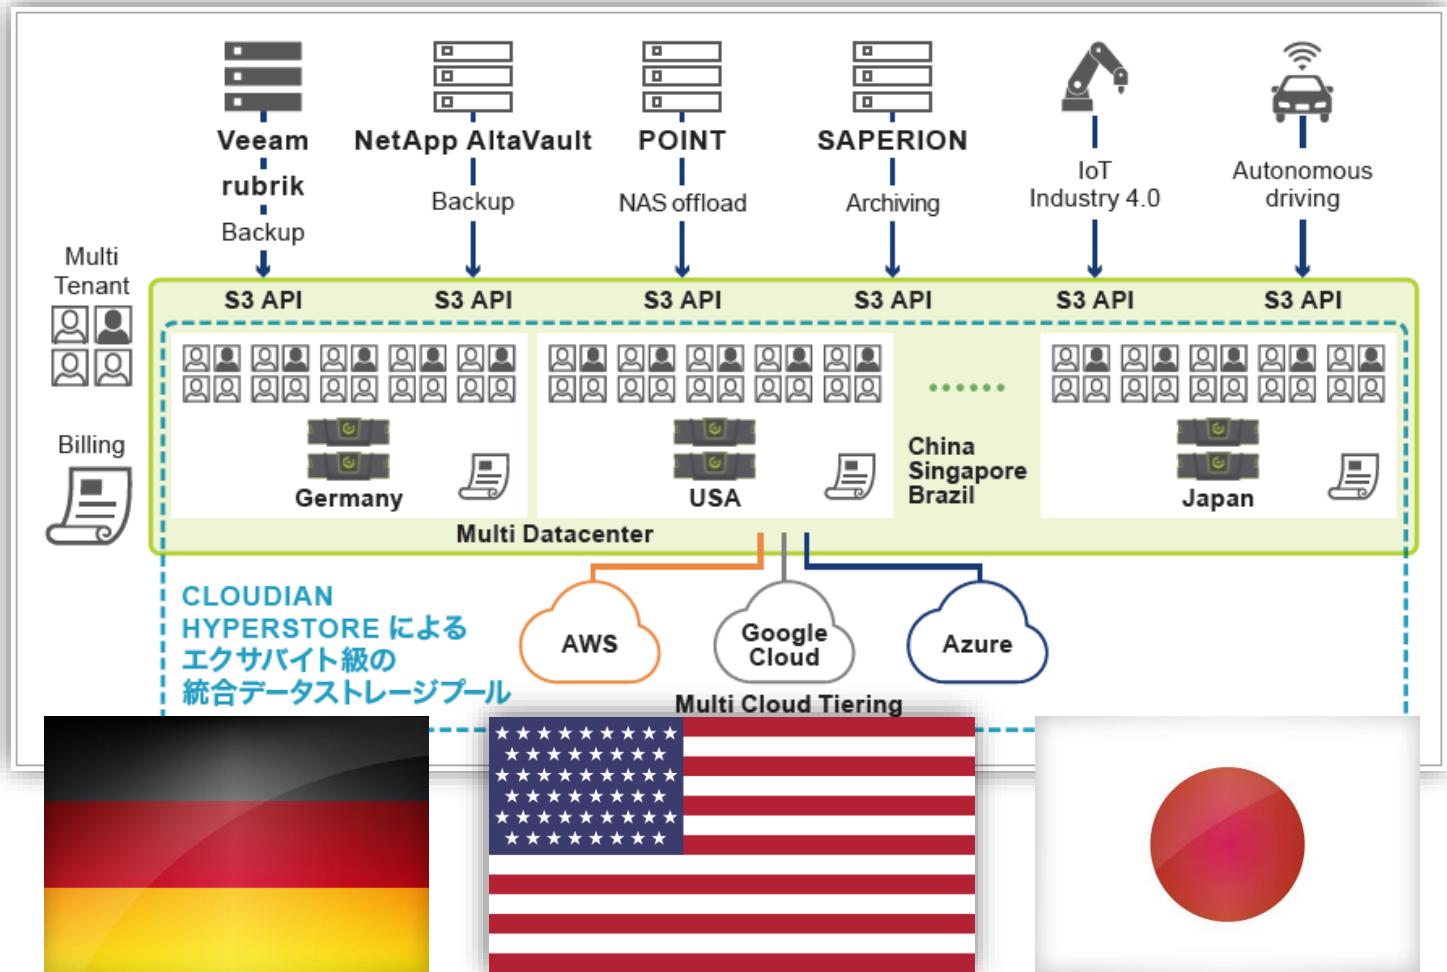 Veeam
rubrik
Backup
NetApp AltaVault
Backup
POINT
NAS offload
SAPERION
Archiving
IoT
Industry 4.0
Autonomous
driving
Multi
Tenant
Billing
S3 API
S3 API
S3 API
S3 API
S3 API
S3 API
Germany
USA
China
Singapore
Brazil
Japan
Multi Datacenter
CLOUDIAN
HYPERSTORE による
エクサバイト級の
統合データストレージプール
AWS
Google
Cloud
Azure
Multi Cloud Tiering